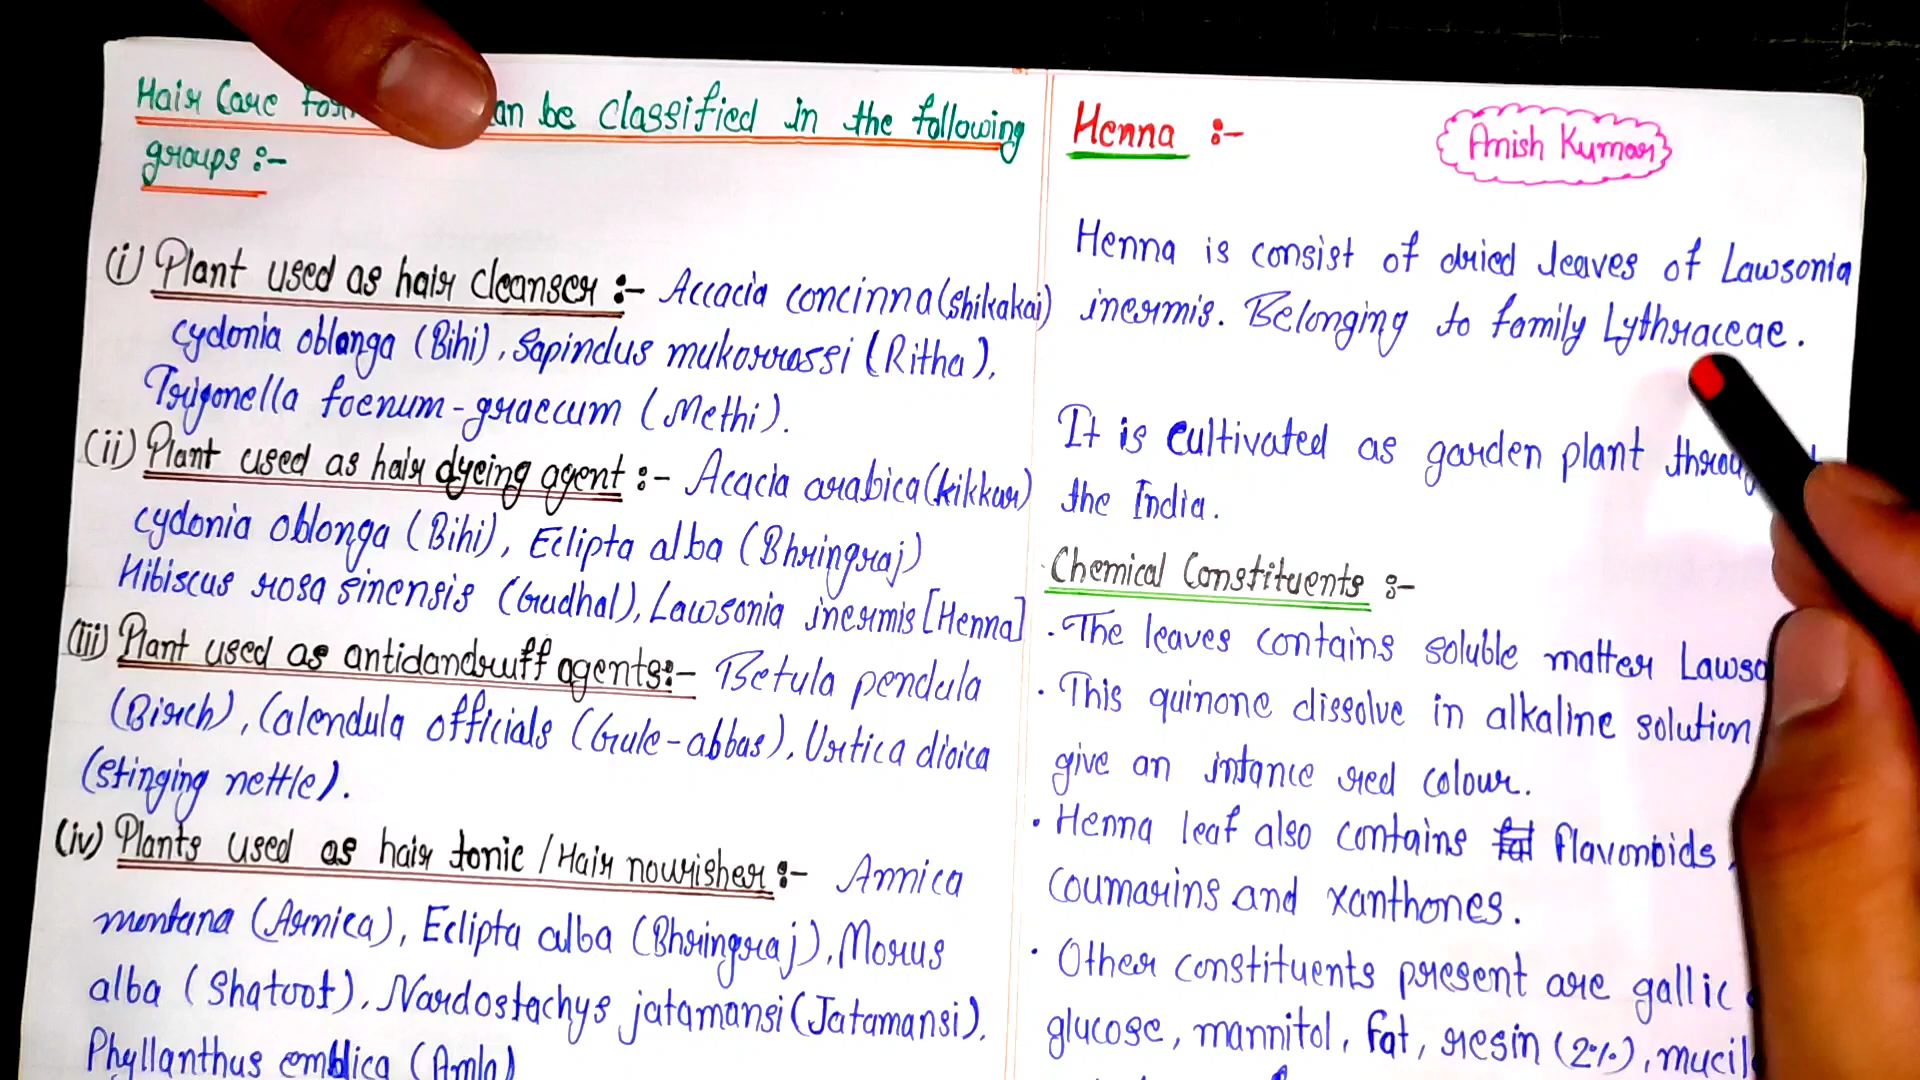 Hair Care can be classified in the following
groups :-
(i) Plant used as hair cleanser :- Accacia concinna (shikakai)
cydonia oblonga (Bihi), Sapindus mukorrossi (Ritha),
Trigonella foenum-graecum (Methi).
(ii) Plant used as hair dyeing agent :- Acacia arabica (kikkar)
cydonia oblonga (Bihi), Eclipta alba (Bhringraj)
Hibiscus rosa sinensis (Gudhal), Lawsonia inermis [Henna]
(iii) Plant used as antidandruff agents :- Betula pendula
(Birch), Calendula officials (Gule-abbas), Urtica dioica
(stinging nettle).
(iv) Plants used as hair tonic / Hair nourisher :- Arnica
montana (Arnica), Eclipta alba (Bhringraj), Morus
alba (Shatoot), Nardostachys jatamansi (Jatamansi),
Phyllanthus emblica (Amla)
Henna :-
Amish Kumar
Henna is consist of dried leaves of Lawsonia
inermis. Belonging to family Lythraceae.
It is cultivated as garden plant
the India.
Chemical Constituents :-
• The leaves contains soluble matter
• This quinone dissolve in alkaline solution
give an intance red colour.
• Henna leaf also contains flavonoids,
coumarins and xanthones.
• Other constituents present are gallic
glucose, mannitol, fat, resin (2%),